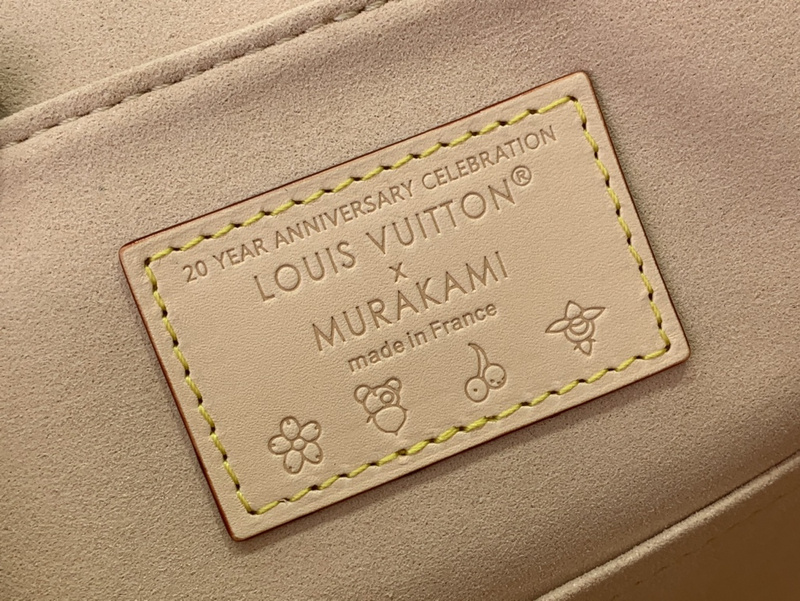 20 YEAR ANNIVERSARY CELEBRATION
LOUIS VUITTON®
x
MURAKAMI
made in France